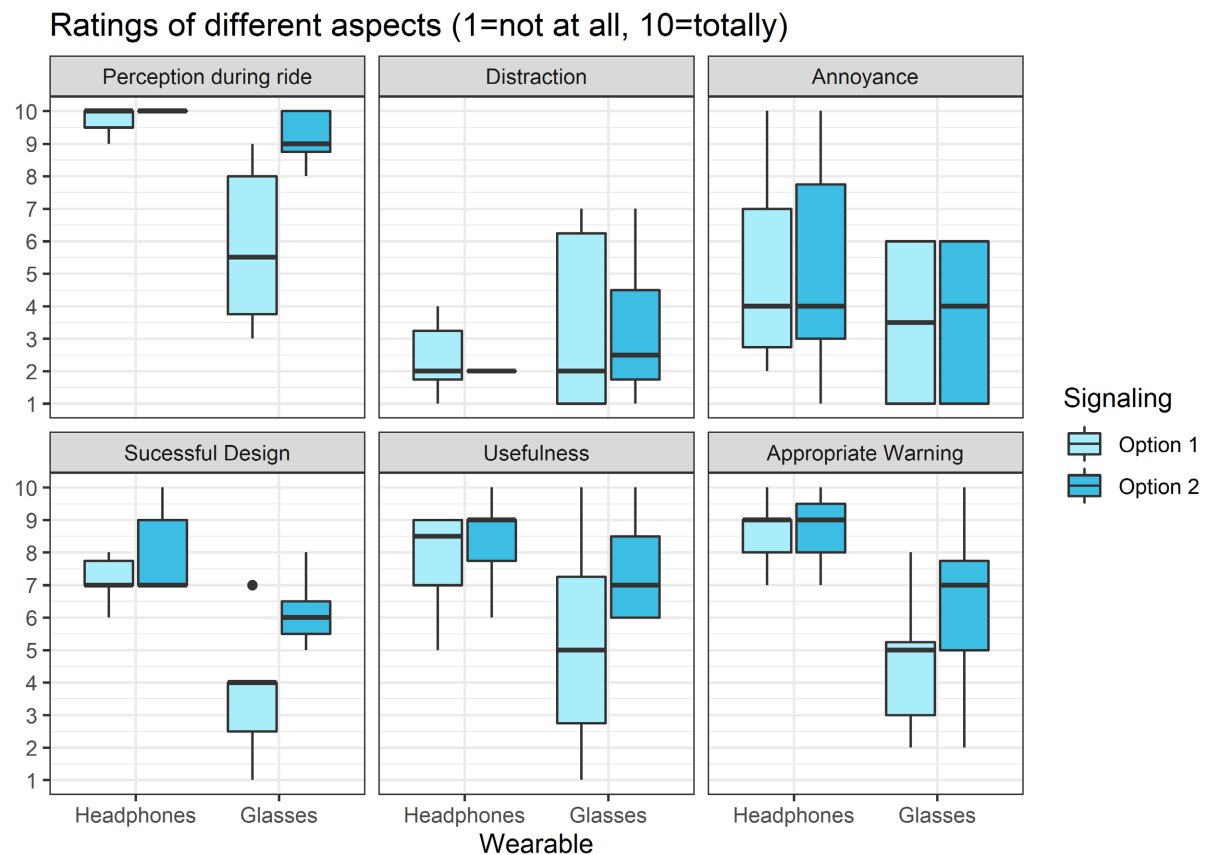 Ratings of different aspects (1=not at all, 10=totally)
Perception during ride
Distraction
Annoyance
10
9
8
7
6
5
4
3
2
1
Sucessful Design
Usefulness
Appropriate Warning
10
9
8
7
6
5
4
3
2
1
Headphones
Glasses
Headphones
Glasses
Headphones
Glasses
Wearable
Signaling
Option 1
Option 2